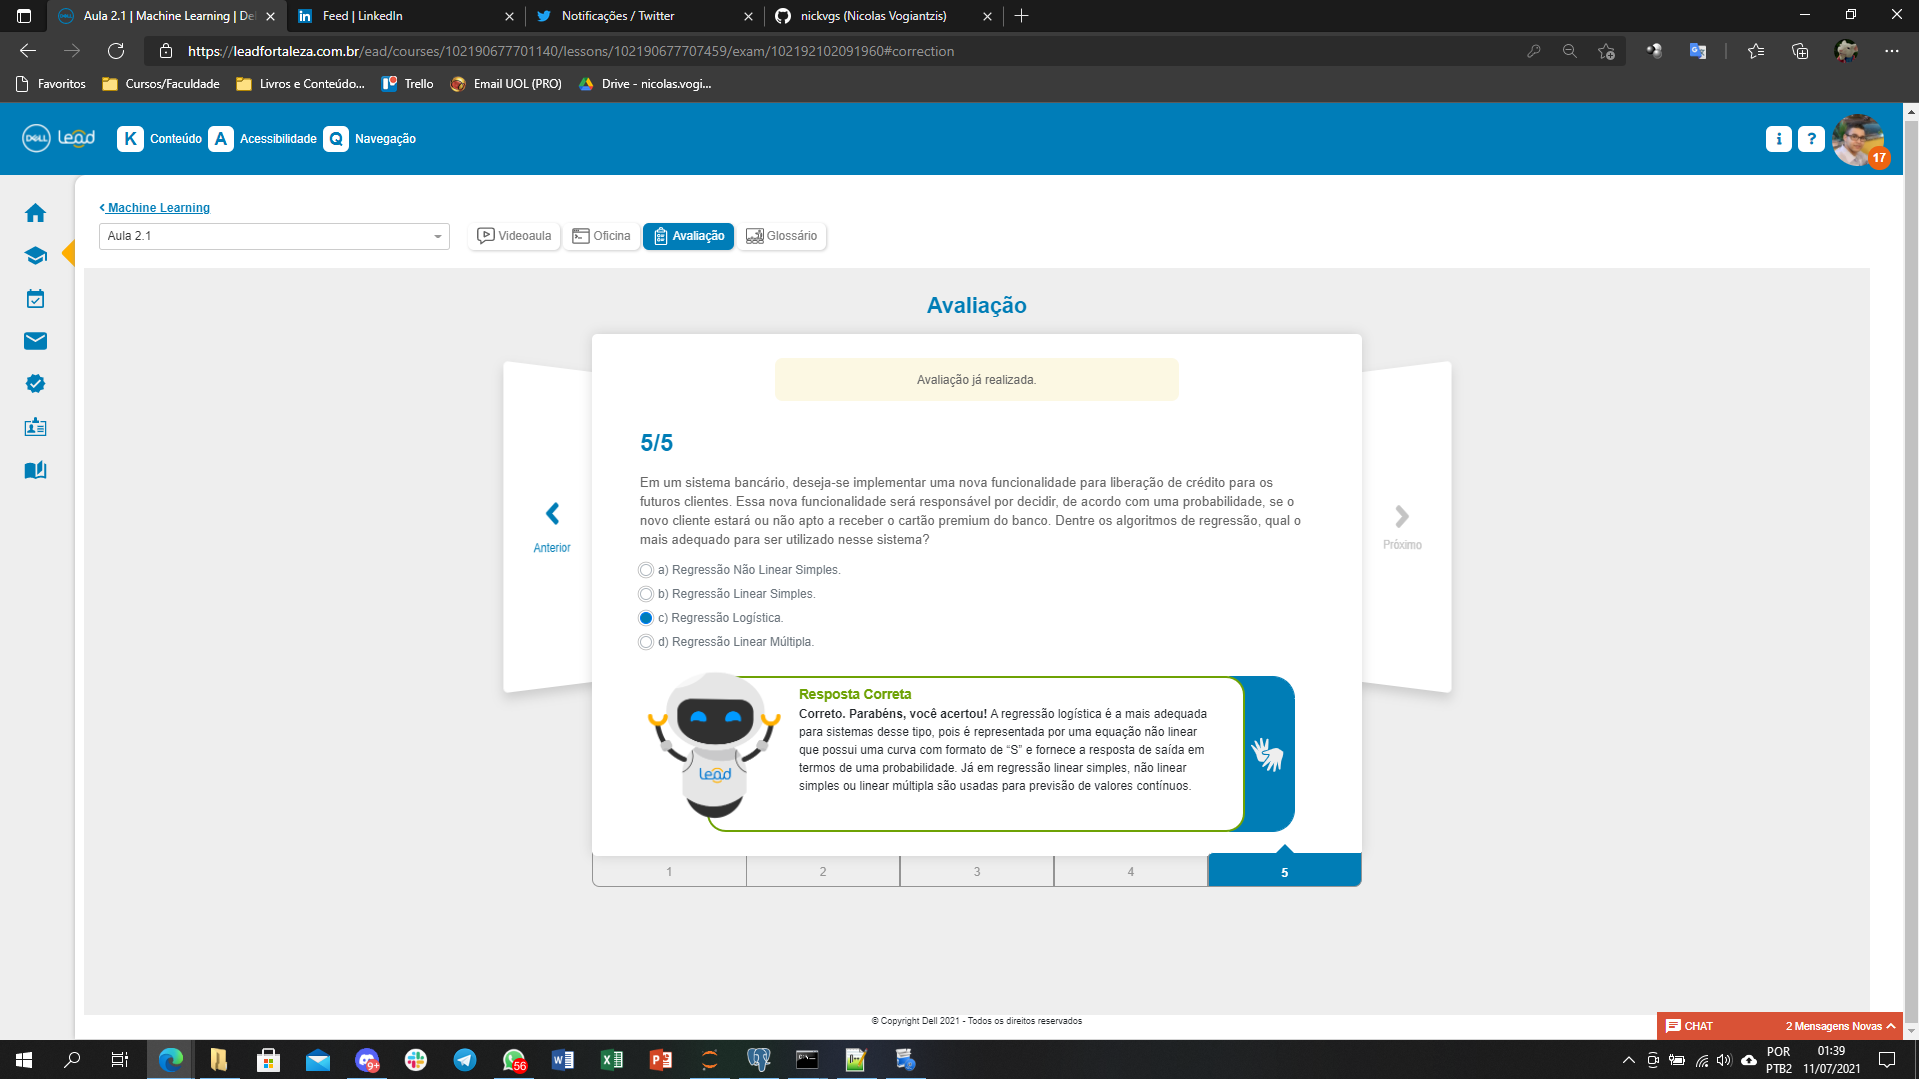 Aula 2.1 | Machine Learning | De
Feed | LinkedIn
Notificações / Twitter
nickvgs (Nicolas Vogiantzis)
https://leadfortaleza.com.br/ead/courses/102190677701140/lessons/102190677707459/exam/102192102091960#correction
Favoritos
Cursos/Faculdade
Livros e Conteúdo...
Trello
Email UOL (PRO)
Drive - nicolas.vogi...
DELL Lead
K Conteúdo A Acessibilidade Q Navegação
i ?
17
Machine Learning
Aula 2.1
Videoaula
Oficina
Avaliação
Glossário
Avaliação
Avaliação já realizada.
5/5
Em um sistema bancário, deseja-se implementar uma nova funcionalidade para liberação de crédito para os
futuros clientes. Essa nova funcionalidade será responsável por decidir, de acordo com uma probabilidade, se o
novo cliente estará ou não apto a receber o cartão premium do banco. Dentre os algoritmos de regressão, qual o
mais adequado para ser utilizado nesse sistema?
Anterior
Próximo
a) Regressão Não Linear Simples.
b) Regressão Linear Simples.
c) Regressão Logística.
d) Regressão Linear Múltipla.
Resposta Correta
Correto. Parabéns, você acertou! A regressão logística é a mais adequada
para sistemas desse tipo, pois é representada por uma equação não linear
que possui uma curva com formato de “S” e fornece a resposta de saída em
termos de uma probabilidade. Já em regressão linear simples, não linear
simples ou linear múltipla são usadas para previsão de valores contínuos.
Lead
1 2 3 4 5
© Copyright Dell 2021 - Todos os direitos reservados
CHAT 2 Mensagens Novas
9+
56
POR
PTB2
01:39
11/07/2021